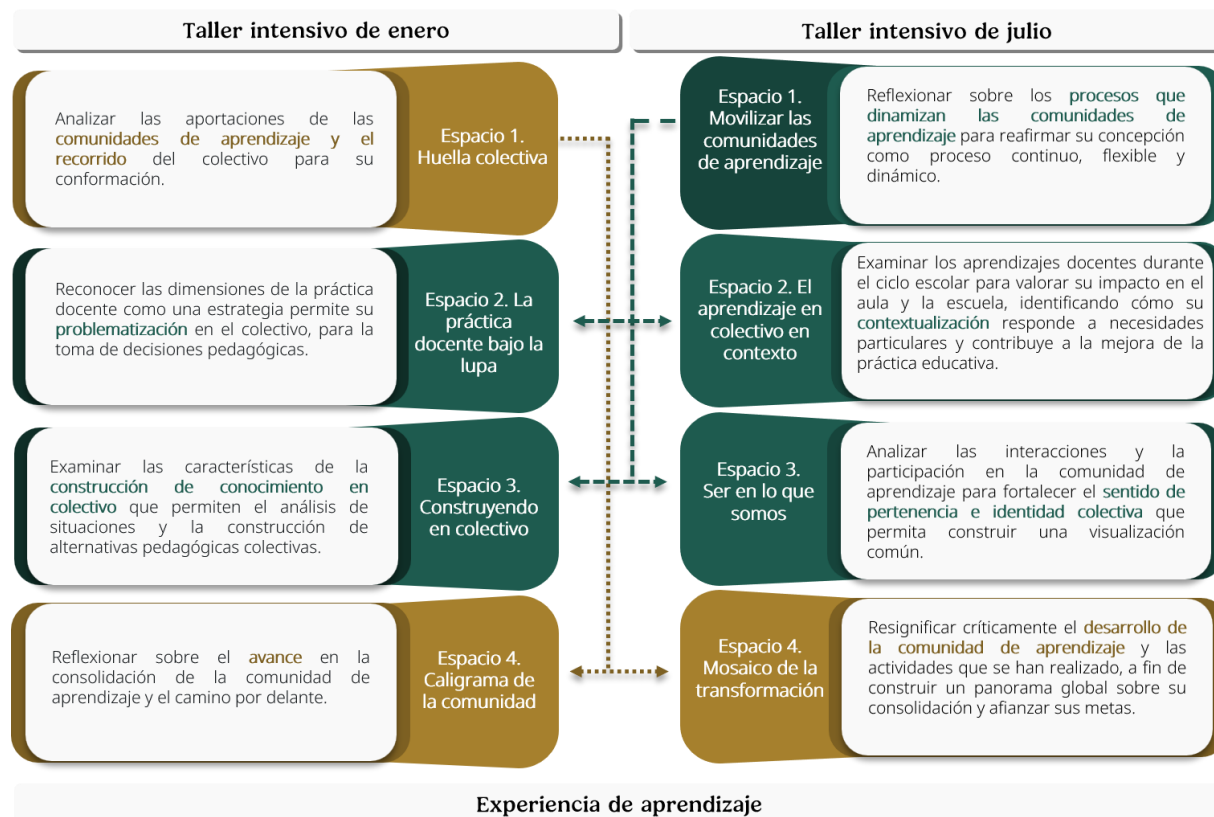 Taller intensivo de enero
Taller intensivo de julio
Analizar las aportaciones de las
comunidades de aprendizaje y el
recorrido del colectivo para su
conformación.
Espacio 1.
Huella colectiva
Espacio 1.
Movilizar las
comunidades
de aprendizaje
Reflexionar sobre los procesos que
dinamizan las comunidades de
aprendizaje para reafirmar su concepción
como proceso continuo, flexible y
dinámico.
Reconocer las dimensiones de la práctica
docente como una estrategia permite su
problematización en el colectivo, para la
toma de decisiones pedagógicas.
Espacio 2. La
práctica
docente bajo la
lupa
Espacio 2. El
aprendizaje en
colectivo en
contexto
Examinar los aprendizajes docentes durante
el ciclo escolar para valorar su impacto en el
aula y la escuela, identificando cómo su
contextualización responde a necesidades
particulares y contribuye a la mejora de la
práctica educativa.
Examinar las características de la
construcción de conocimiento en
colectivo que permiten el análisis de
situaciones y la construcción de
alternativas pedagógicas colectivas.
Espacio 3.
Construyendo
en colectivo
Espacio 3.
Ser en lo que
somos
Analizar las interacciones y la
participación en la comunidad de
aprendizaje para fortalecer el sentido de
pertenencia e identidad colectiva que
permita construir una visualización
común.
Reflexionar sobre el avance en la
consolidación de la comunidad de
aprendizaje y el camino por delante.
Espacio 4.
Caligrama de
la comunidad
Espacio 4.
Mosaico de la
transformación
Resignificar críticamente el desarrollo de
la comunidad de aprendizaje y las
actividades que se han realizado, a fin de
construir un panorama global sobre su
consolidación y afianzar sus metas.
Experiencia de aprendizaje